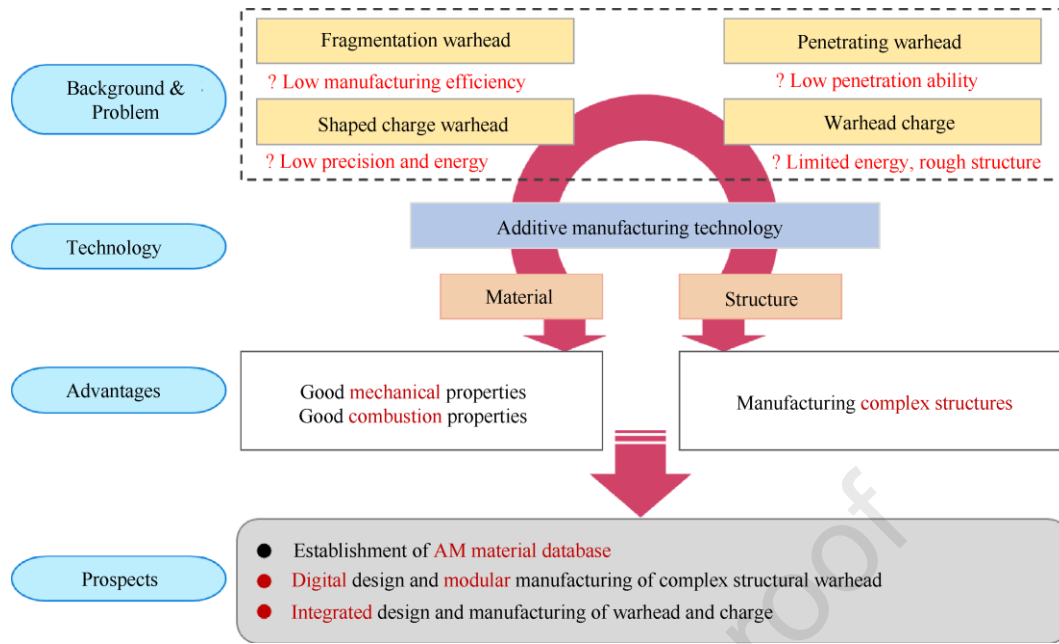 Background &
Problem
Fragmentation warhead
? Low manufacturing efficiency
Shaped charge warhead
? Low precision and energy
Penetrating warhead
? Low penetration ability
Warhead charge
? Limited energy, rough structure
Technology
Additive manufacturing technology
Material
Structure
Advantages
Good mechanical properties
Good combustion properties
Manufacturing complex structures
Prospects
Establishment of AM material database
Digital design and modular manufacturing of complex structural warhead
Integrated design and manufacturing of warhead and charge
roof